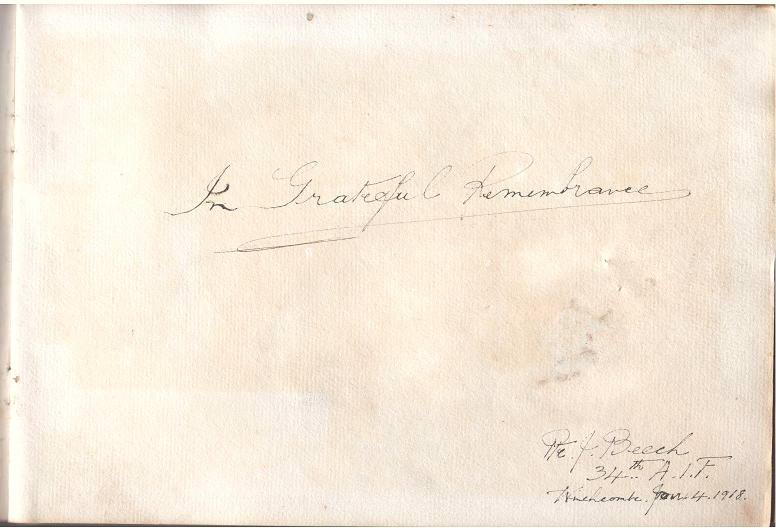 In Grateful Remembrance
Pte. J. Beech
34th A.I.F.
Winchcombe. Jan. 4. 1918.